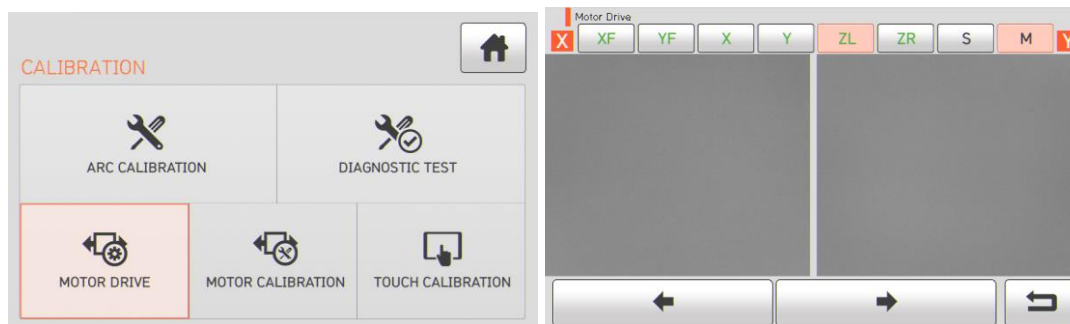 CALIBRATION
ARC CALIBRATION
DIAGNOSTIC TEST
MOTOR DRIVE
MOTOR CALIBRATION
TOUCH CALIBRATION
Motor Drive
X XF YF X Y ZL ZR S M Y